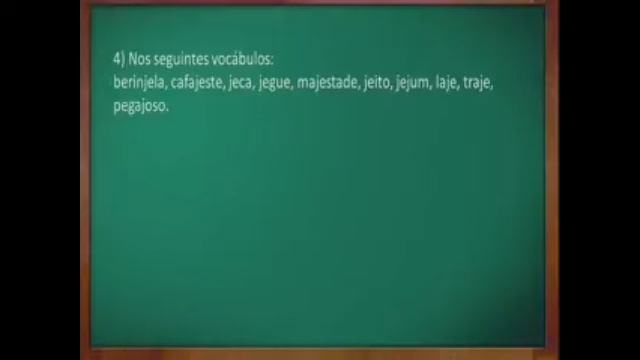 4) Nos seguintes vocábulos:
berinjela, cafajeste, jeca, jegue, majestade, jeito, jejum, laje, traje,
pegajoso.